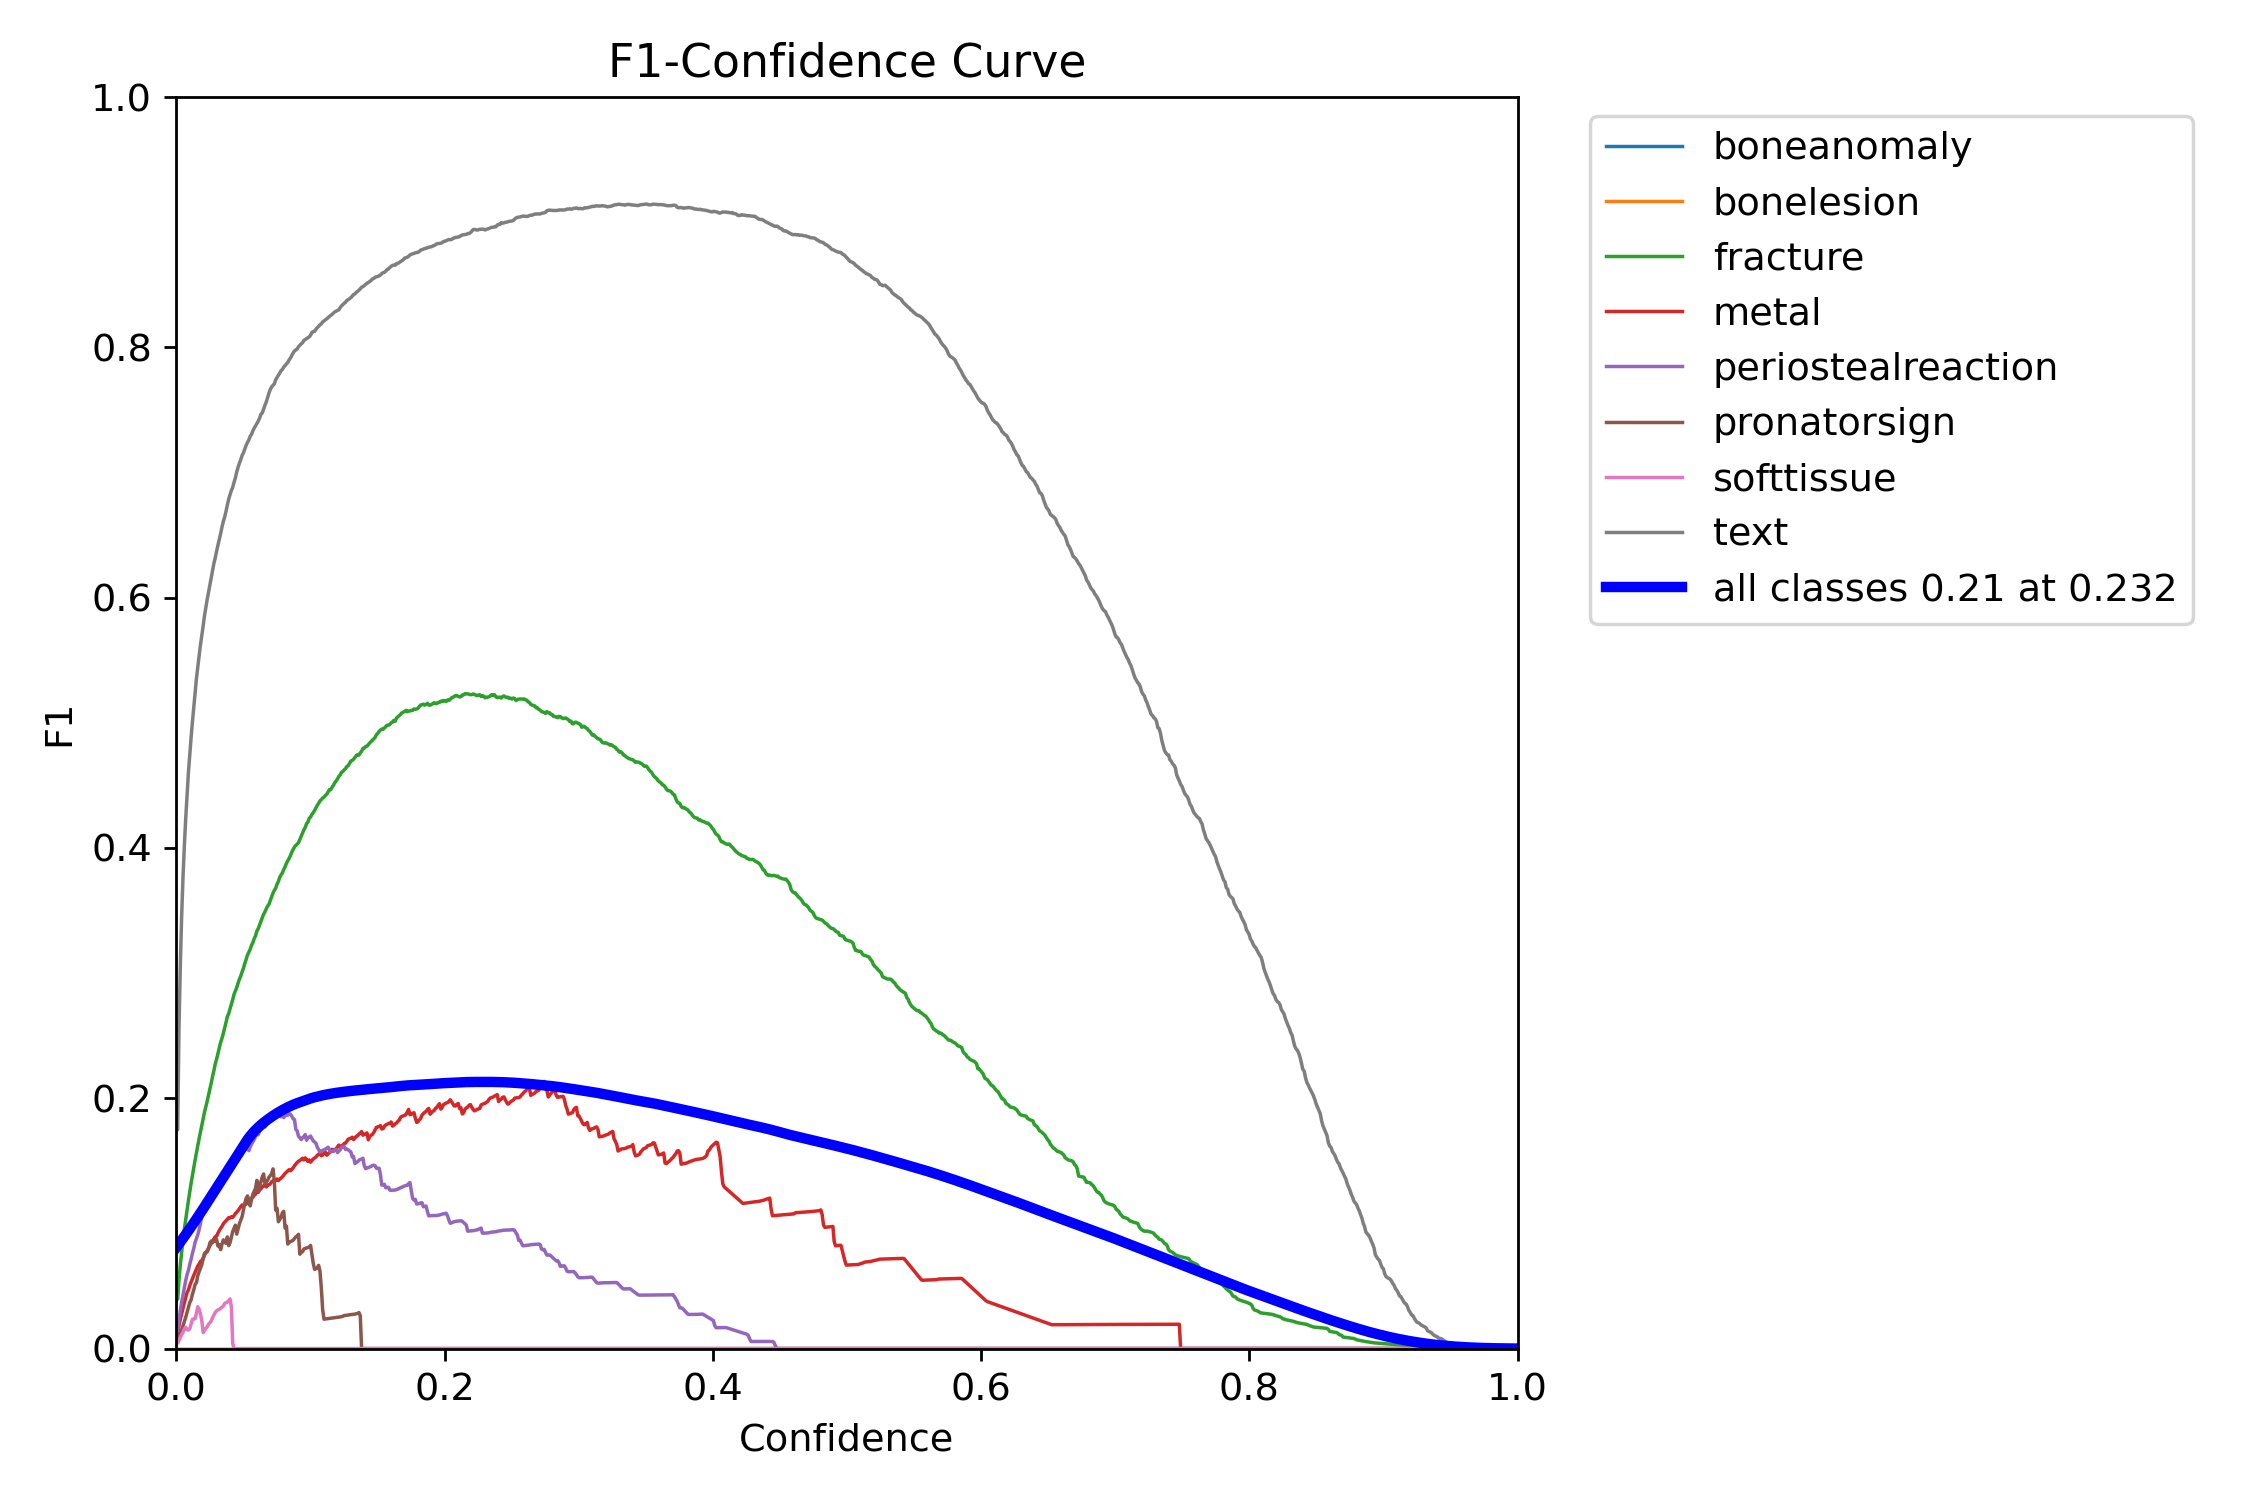 F1-Confidence Curve
1.0
0.8
0.6
0.4
0.2
0.0
F1
0.0 0.2 0.4 0.6 0.8 1.0
Confidence
boneanomaly
bonelesion
fracture
metal
periostealreaction
pronatorsign
softtissue
text
all classes 0.21 at 0.232